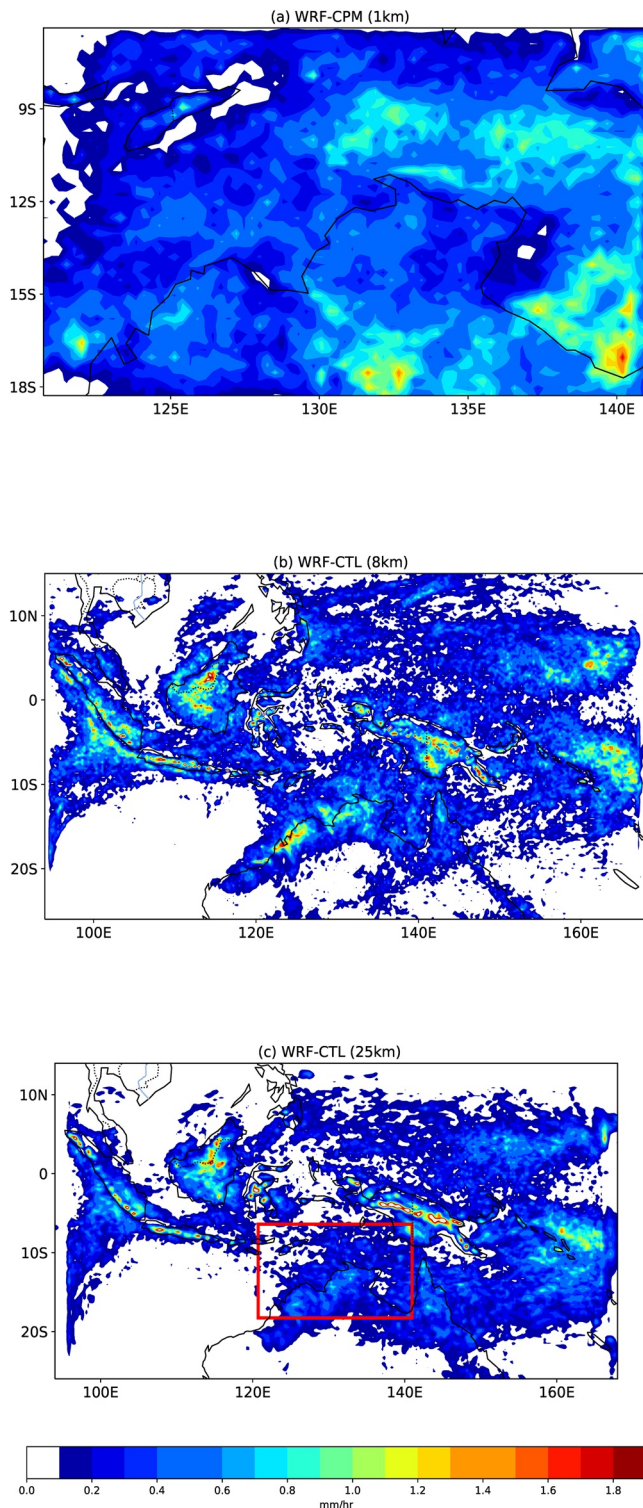 (a) WRF-CPM (1km)
9S
12S
15S
18S
125E 130E 135E 140E
(b) WRF-CTL (8km)
10N
0
10S
20S
100E 120E 140E 160E
(c) WRF-CTL (25km)
10N
0
10S
20S
100E 120E 140E 160E
0.0 0.2 0.4 0.6 0.8 1.0 1.2 1.4 1.6 1.8
mm/hr